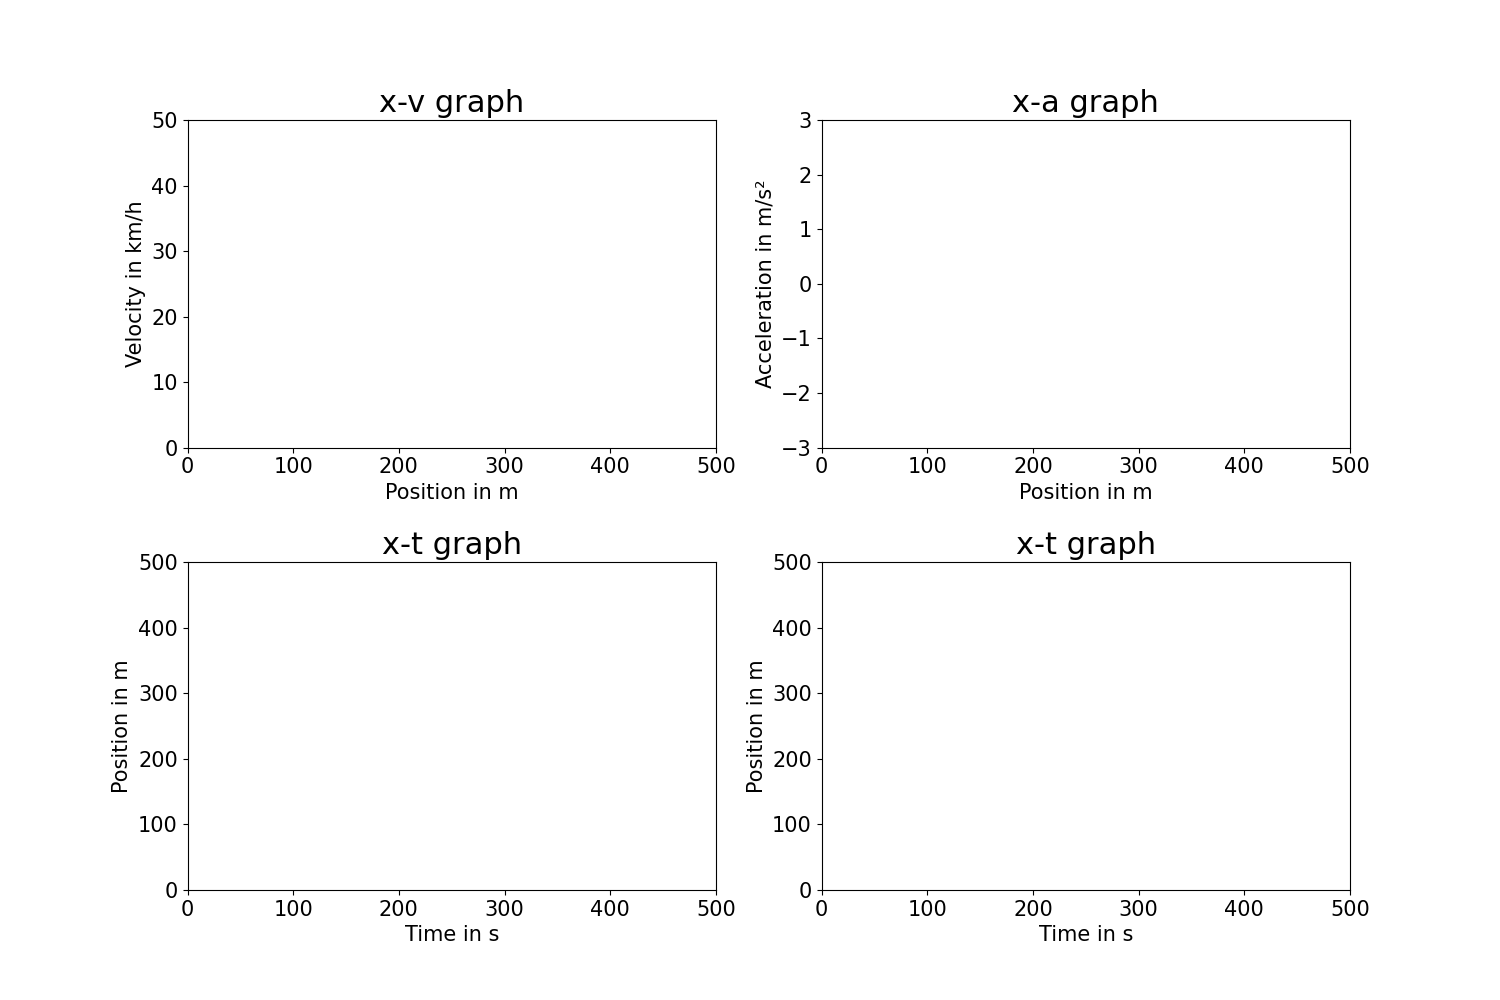 x-v graph
50
40
30
20
10
0
Velocity in km/h
0 100 200 300 400 500
Position in m
x-a graph
3
2
1
0
−1
−2
−3
Acceleration in m/s²
0 100 200 300 400 500
Position in m
x-t graph
500
400
300
200
100
0
Position in m
0 100 200 300 400 500
Time in s
x-t graph
500
400
300
200
100
0
Position in m
0 100 200 300 400 500
Time in s